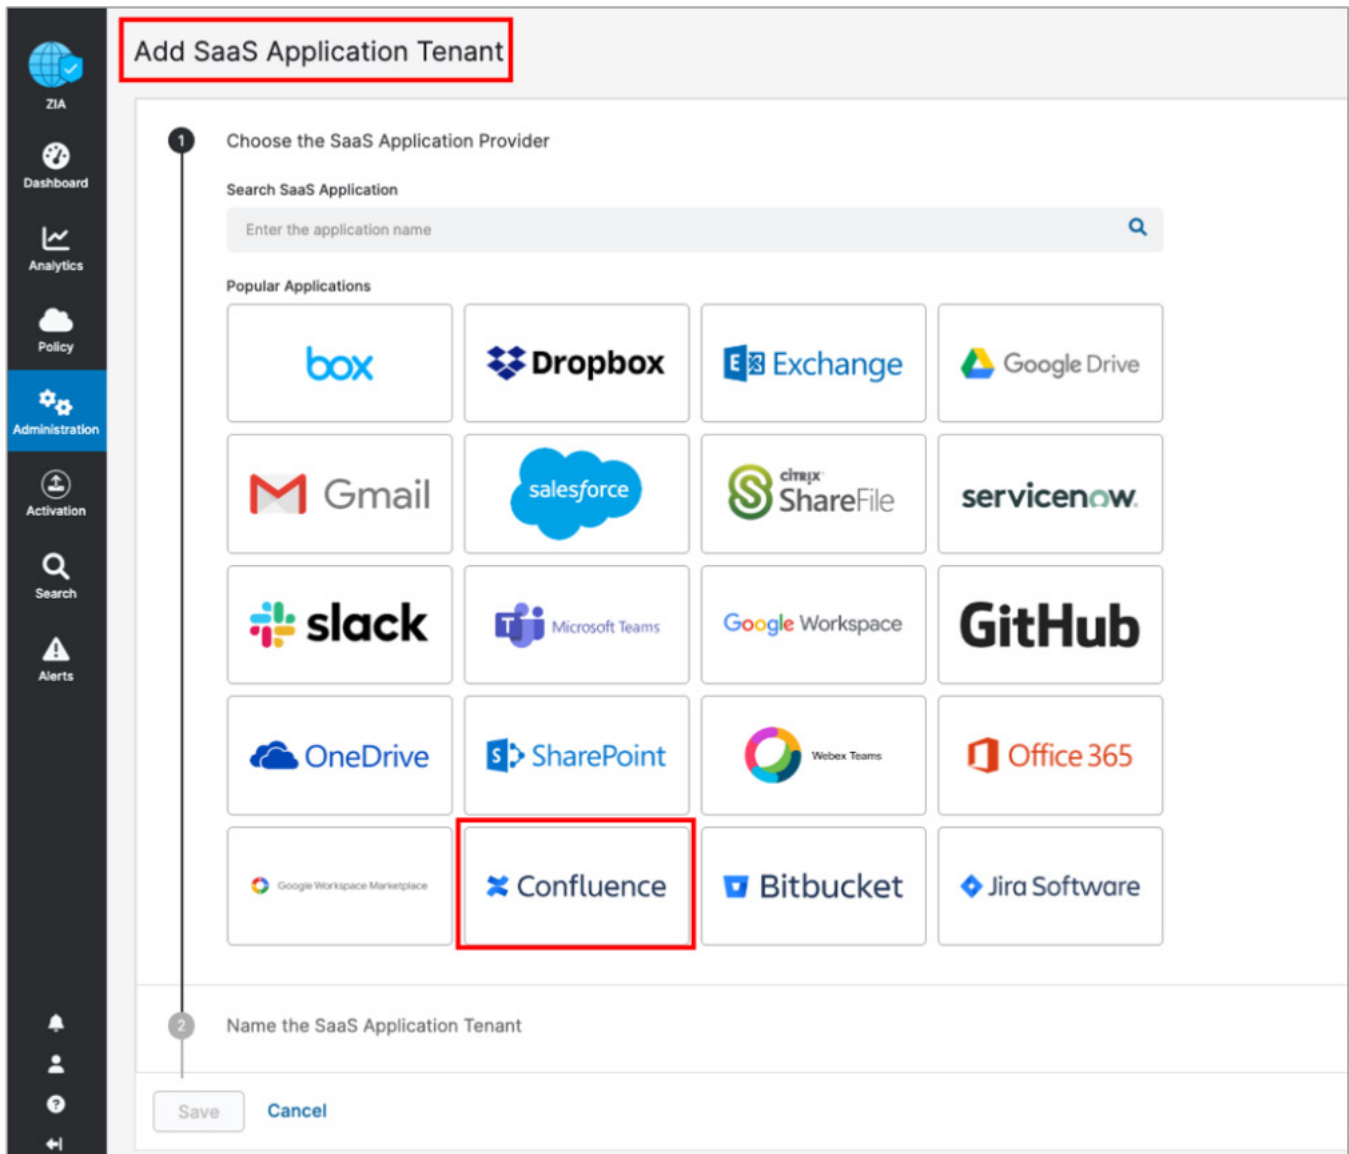 ZIA
Dashboard
Analytics
Policy
Administration
Activation
Search
Alerts
Add SaaS Application Tenant
1
Choose the SaaS Application Provider
Search SaaS Application
Enter the application name
Popular Applications
box
Dropbox
E Exchange
Google Drive
Gmail
salesforce
citrix
ShareFile
servicenow.
slack
T Microsoft Teams
Google Workspace
GitHub
OneDrive
S SharePoint
Webex Teams
Office 365
Google Workspace Marketplace
Confluence
Bitbucket
Jira Software
2
Name the SaaS Application Tenant
Save
Cancel